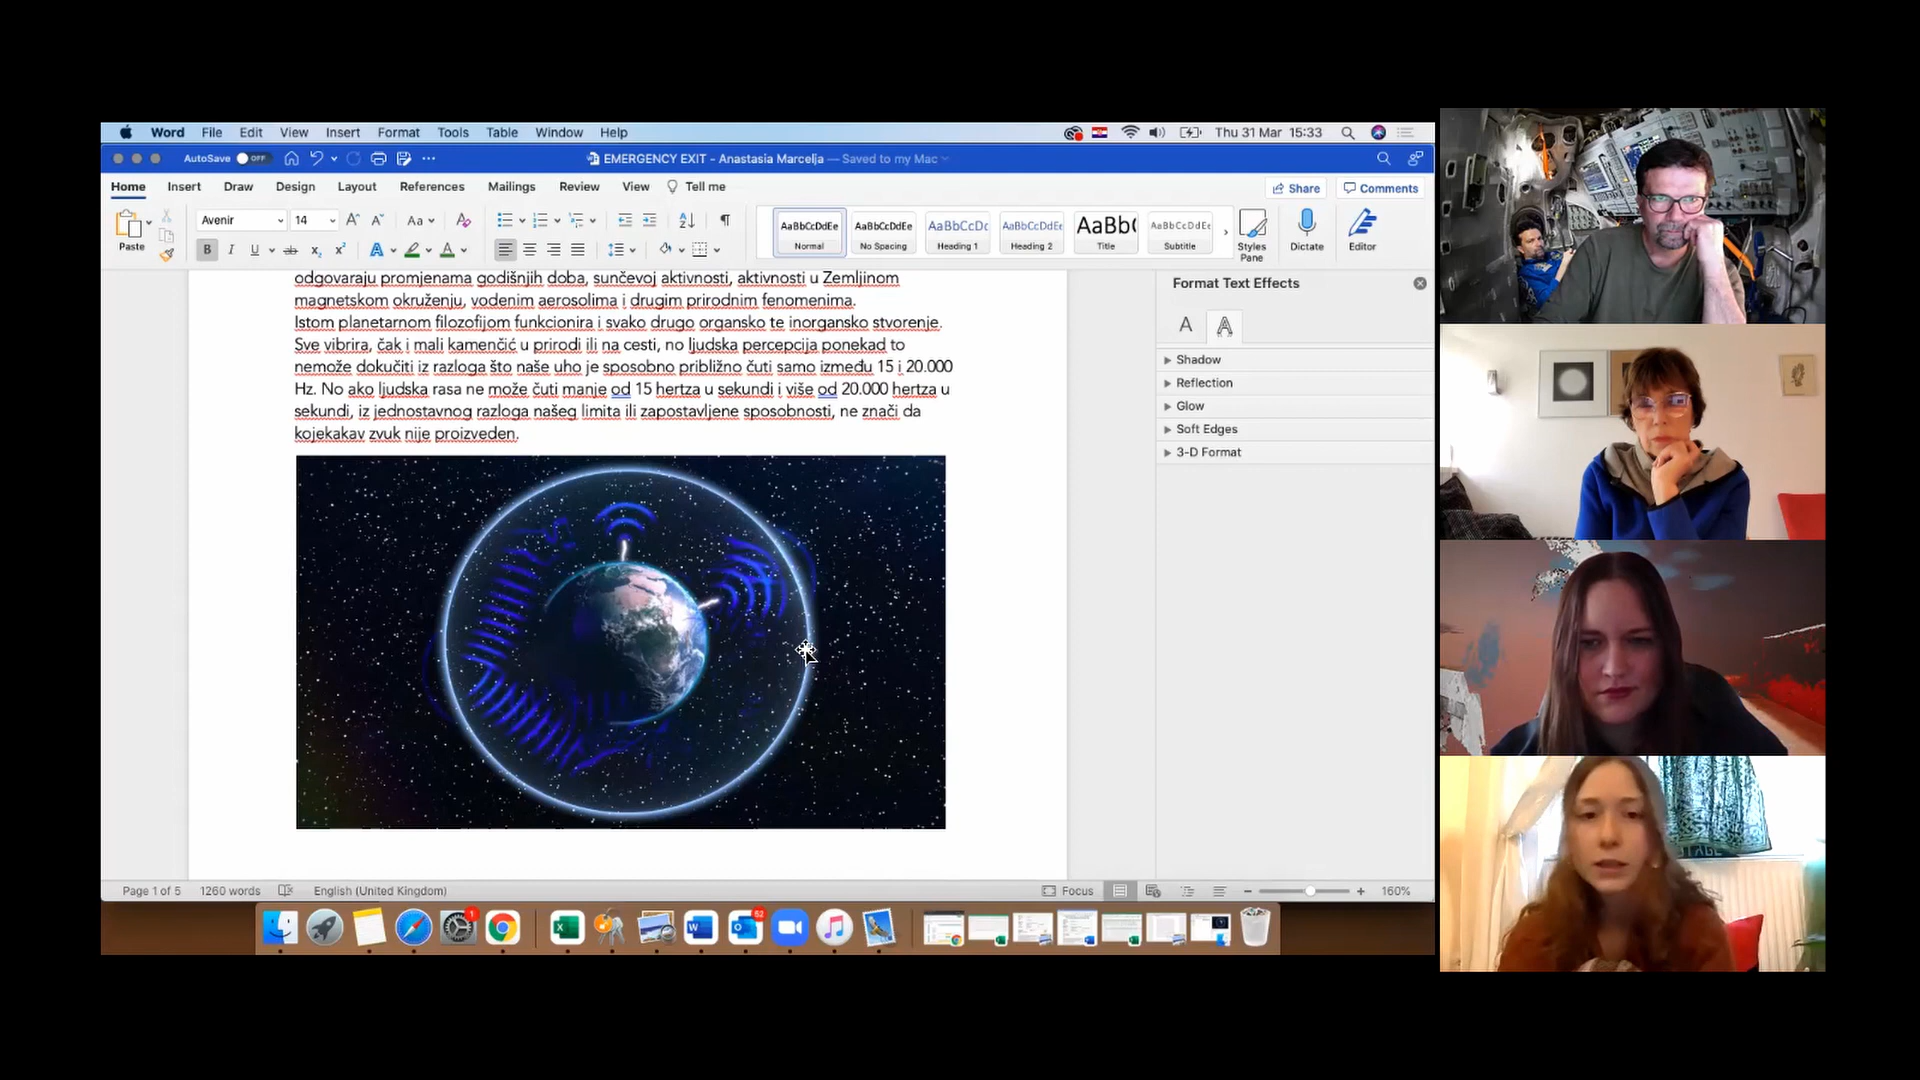 Word File Edit View Insert Format Tools Table Window Help Thu 31 Mar 15:33
AutoSave OFF EMERGENCY EXIT - Anastasia Marcelja — Saved to my Mac
Home Insert Draw Design Layout References Mailings Review View Tell me Share Comments
Paste Avenir 14 Aa
B I U ab x₂ x² A A
AaBbCcDdEe AaBbCcDdEe AaBbCcDc AaBbCcDdEe AaBb( AaBbCcDdEe
Normal No Spacing Heading 1 Heading 2 Title Subtitle Styles Pane Dictate Editor
odgovaraju promjenama godišnjih doba, sunčevoj aktivnosti, aktivnosti u Zemljinom
magnetskom okruženju, vodenim aerosolima i drugim prirodnim fenomenima.
Istom planetarnom filozofijom funkcionira i svako drugo organsko te inorgansko stvorenje.
Sve vibrira, čak i mali kamenčić u prirodi ili na cesti, no ljudska percepcija ponekad to
nemože dokučiti iz razloga što naše uho je sposobno približno čuti samo između 15 i 20.000
Hz. No ako ljudska rasa ne može čuti manje od 15 hertza u sekundi i više od 20.000 hertza u
sekundi, iz jednostavnog razloga našeg limita ili zapostavljene sposobnosti, ne znači da
kojekakav zvuk nije proizveden.
Format Text Effects
A A
Shadow
Reflection
Glow
Soft Edges
3-D Format
Page 1 of 5 1260 words English (United Kingdom) Focus 160%
1
52